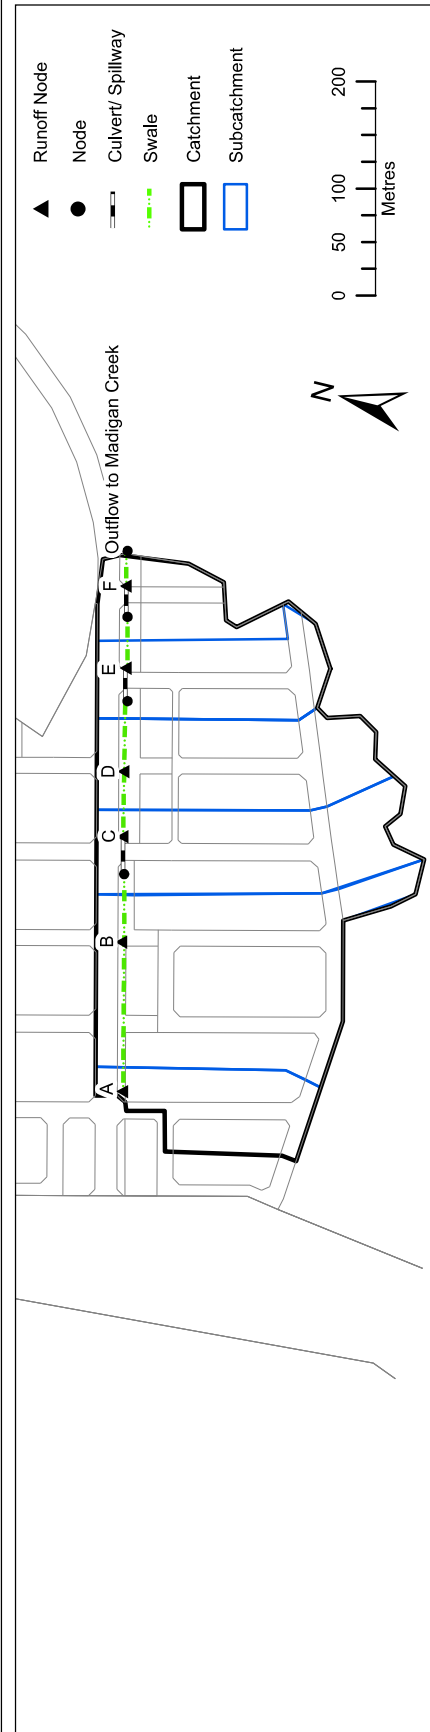 Runoff Node
Node
Culvert/ Spillway
Swale
Catchment
Subcatchment
0 50 100 200
Metres
N
Outflow to Madigan Creek
A
B
C
D
E
F